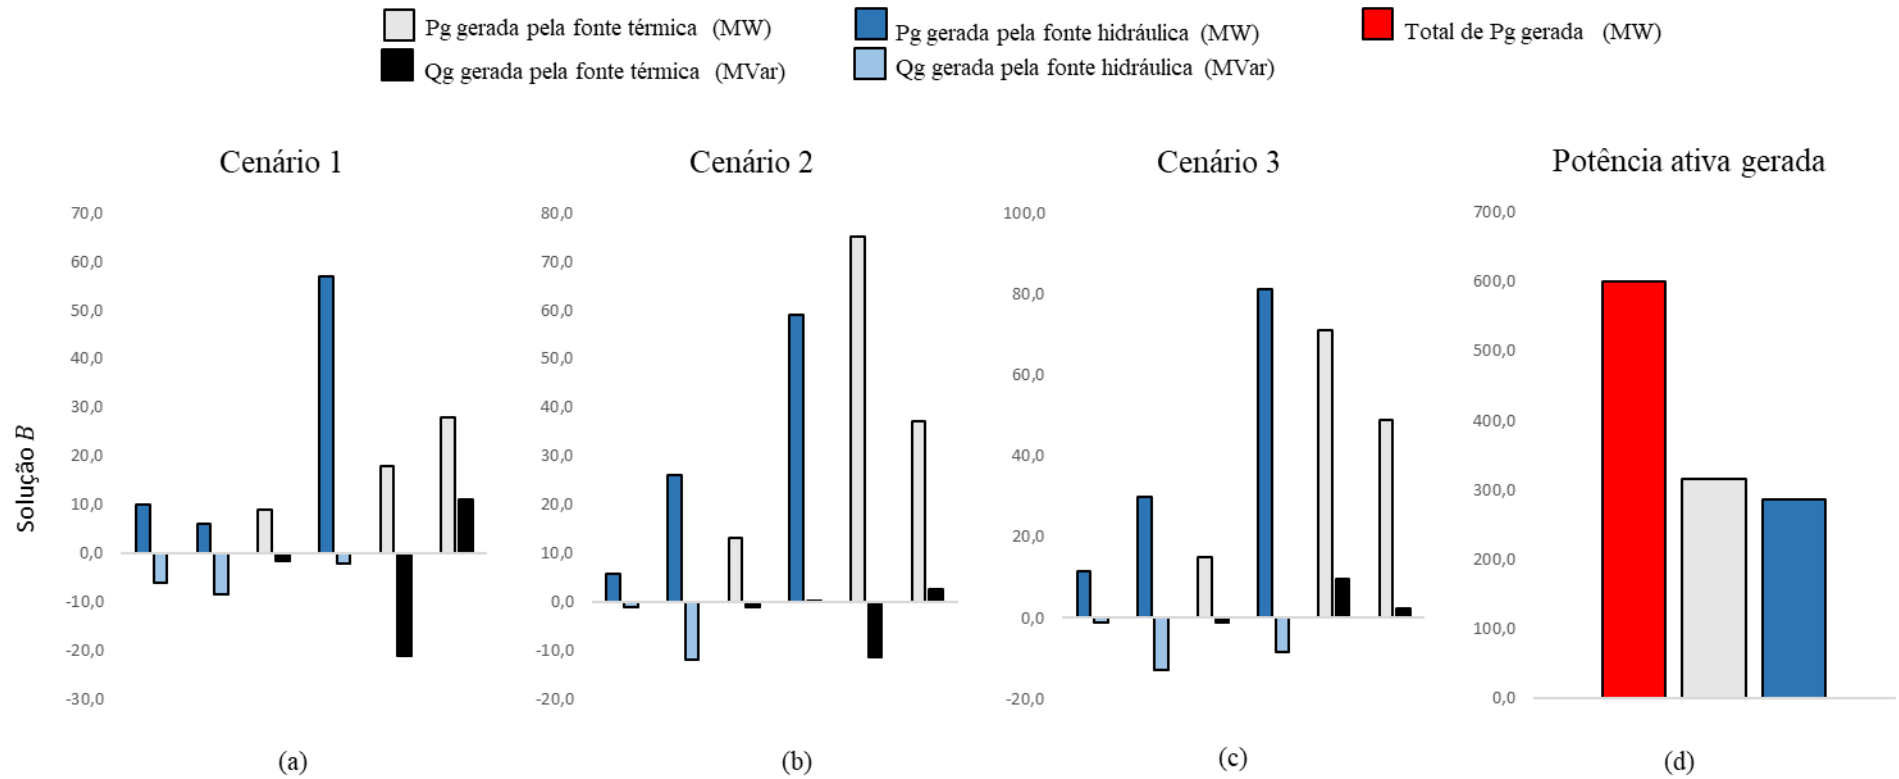 Pg gerada pela fonte térmica (MW)
Pg gerada pela fonte hidráulica (MW)
Total de Pg gerada (MW)
Qg gerada pela fonte térmica (MVar)
Qg gerada pela fonte hidráulica (MVar)
Solução B
Cenário 1
70,0
60,0
50,0
40,0
30,0
20,0
10,0
0,0
-10,0
-20,0
-30,0
(a)
Cenário 2
80,0
70,0
60,0
50,0
40,0
30,0
20,0
10,0
0,0
-10,0
-20,0
(b)
Cenário 3
100,0
80,0
60,0
40,0
20,0
0,0
-20,0
(c)
Potência ativa gerada
700,0
600,0
500,0
400,0
300,0
200,0
100,0
0,0
(d)